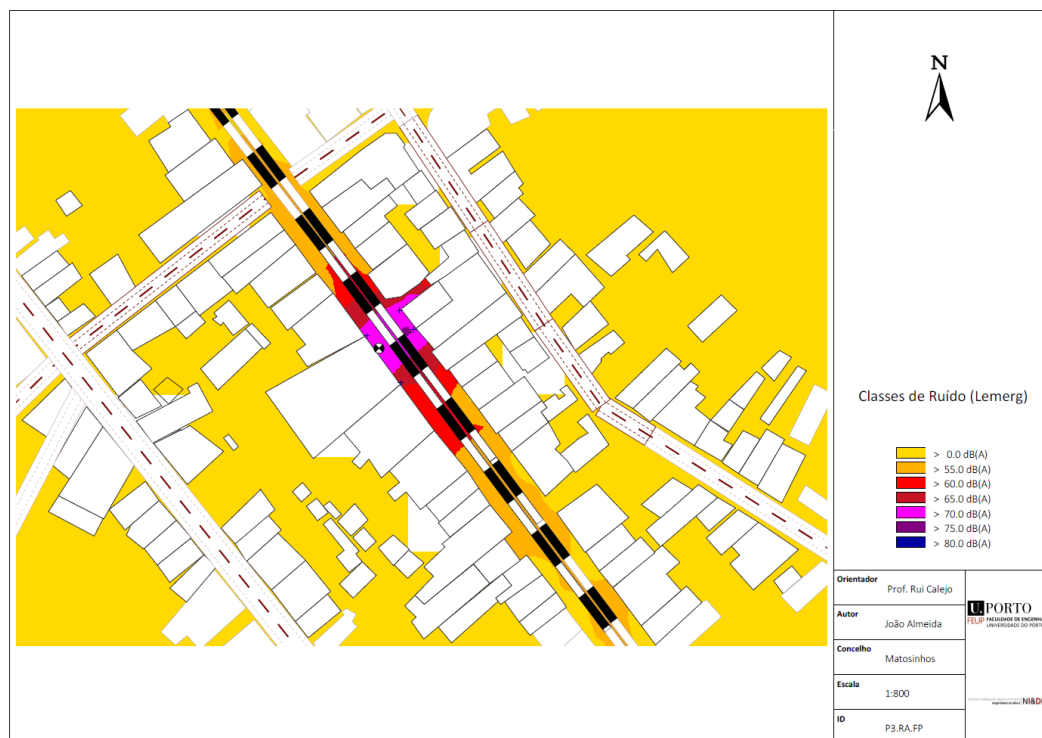 N
Classes de Ruído (Lemerg)
> 0.0 dB(A)
> 55.0 dB(A)
> 60.0 dB(A)
> 65.0 dB(A)
> 70.0 dB(A)
> 75.0 dB(A)
> 80.0 dB(A)
Orientador
Prof. Rui Calejo
Autor
João Almeida
Concelho
Matosinhos
Escala
1:800
ID
P3.RA.FP
U.PORTO
FEUP FACULDADE DE ENGENHA
UNIVERSIDADE DO PORTO
NI&D